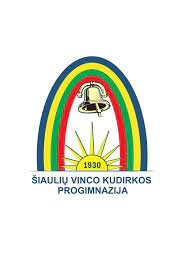 1930
ŠIAULIŲ VINCO KUDIRKOS
PROGIMNAZIJA